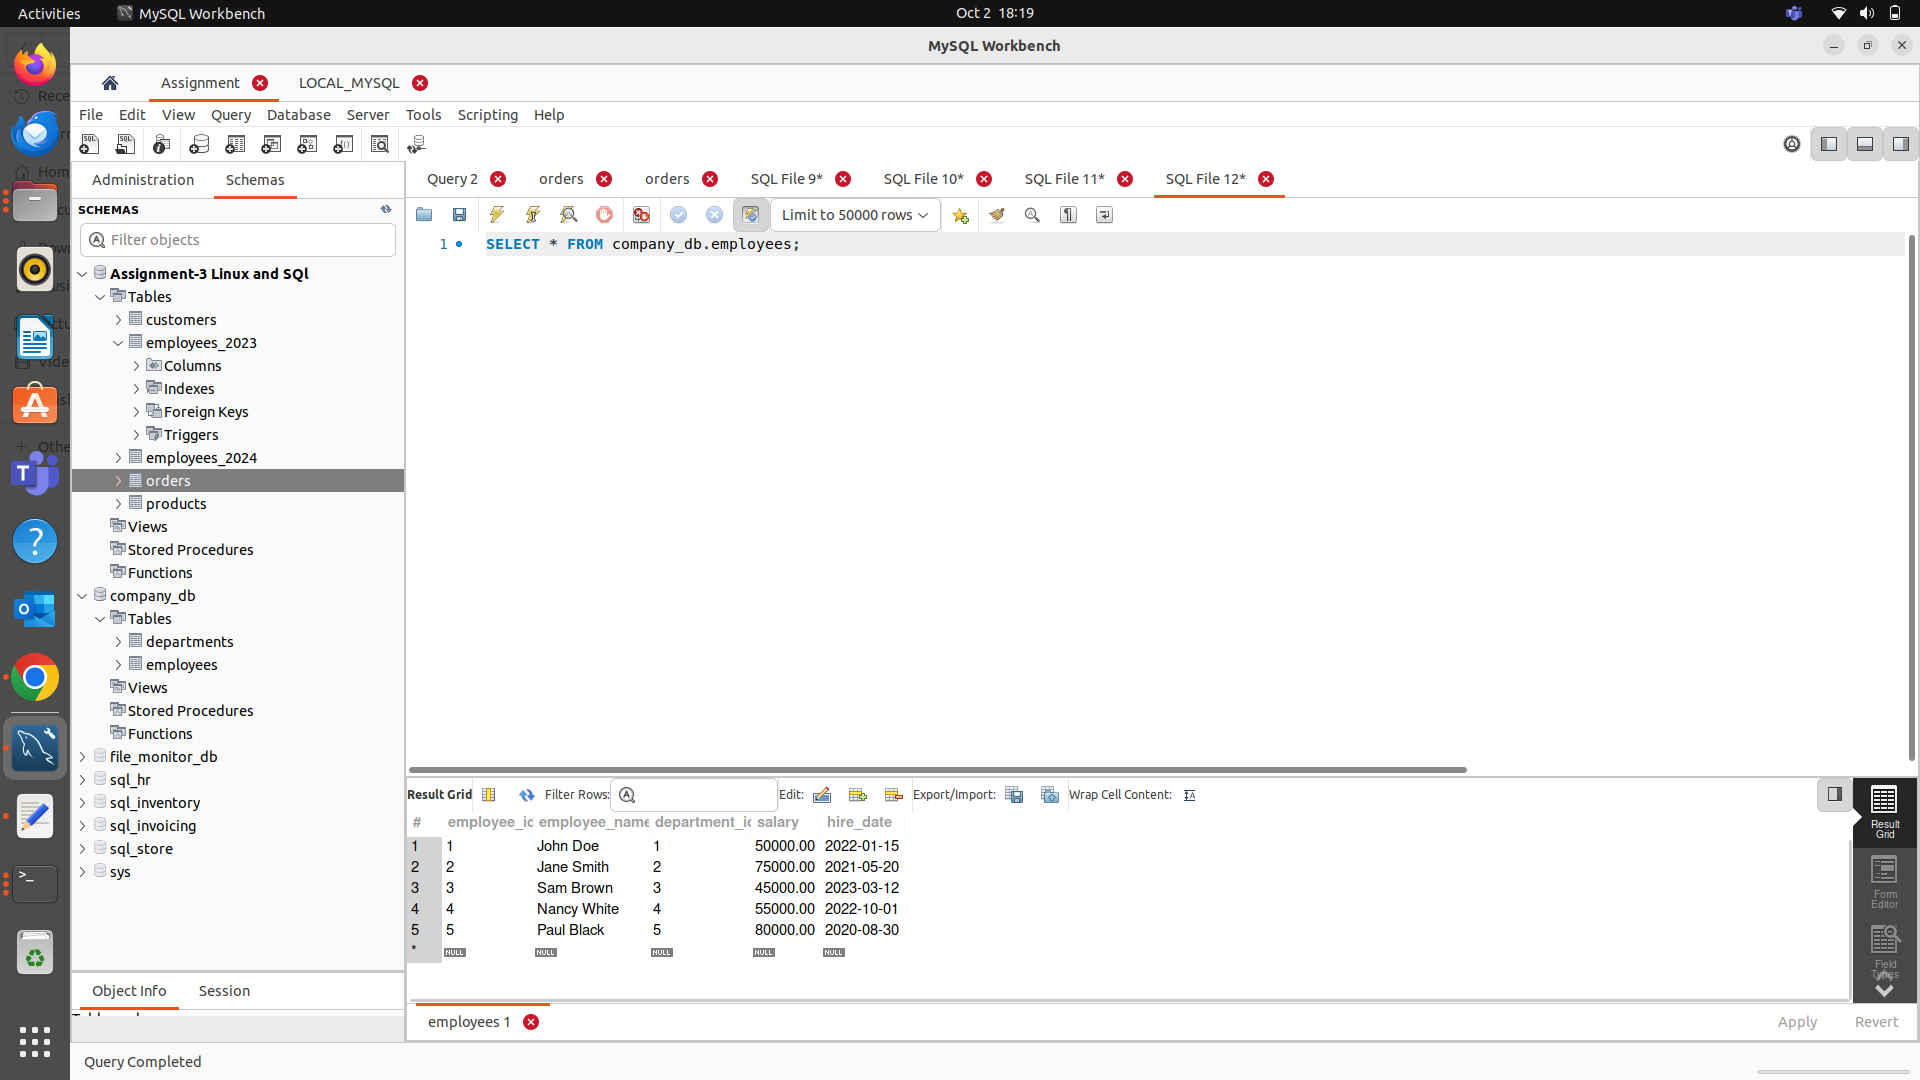 Activities
MySQL Workbench
Oct 2 18:19
MySQL Workbench
Assignment
LOCAL_MYSQL
File Edit View Query Database Server Tools Scripting Help
Administration
Schemas
Query 2
orders
orders
SQL File 9*
SQL File 10*
SQL File 11*
SQL File 12*
SCHEMAS
Filter objects
Limit to 50000 rows
1
SELECT * FROM company_db.employees;
Assignment-3 Linux and SQl
Tables
customers
employees_2023
Columns
Indexes
Foreign Keys
Triggers
employees_2024
orders
products
Views
Stored Procedures
Functions
company_db
Tables
departments
employees
Views
Stored Procedures
Functions
file_monitor_db
sql_hr
sql_inventory
sql_invoicing
sql_store
sys
Result Grid
Filter Rows:
Edit:
Export/Import:
Wrap Cell Content:
# employee_id employee_name department_id salary hire_date
1 1 John Doe 1 50000.00 2022-01-15
2 2 Jane Smith 2 75000.00 2021-05-20
3 3 Sam Brown 3 45000.00 2023-03-12
4 4 Nancy White 4 55000.00 2022-10-01
5 5 Paul Black 5 80000.00 2020-08-30
* NULL NULL NULL NULL NULL
Result
Grid
Form
Editor
Field
Types
Object Info
Session
employees 1
Apply
Revert
Query Completed